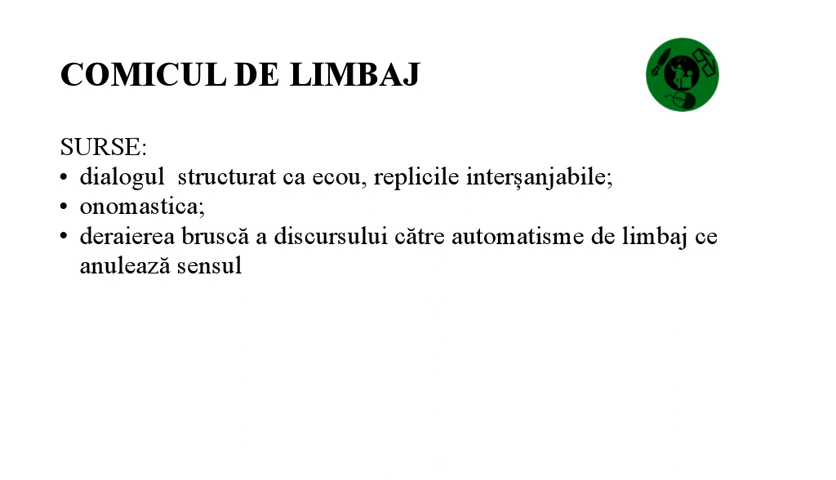 COMICUL DE LIMBAJ
SURSE:
• dialogul  structurat ca ecou, replicile interșanjabile;
• onomastica;
• deraierea bruscă a discursului către automatisme de limbaj ce
anulează sensul